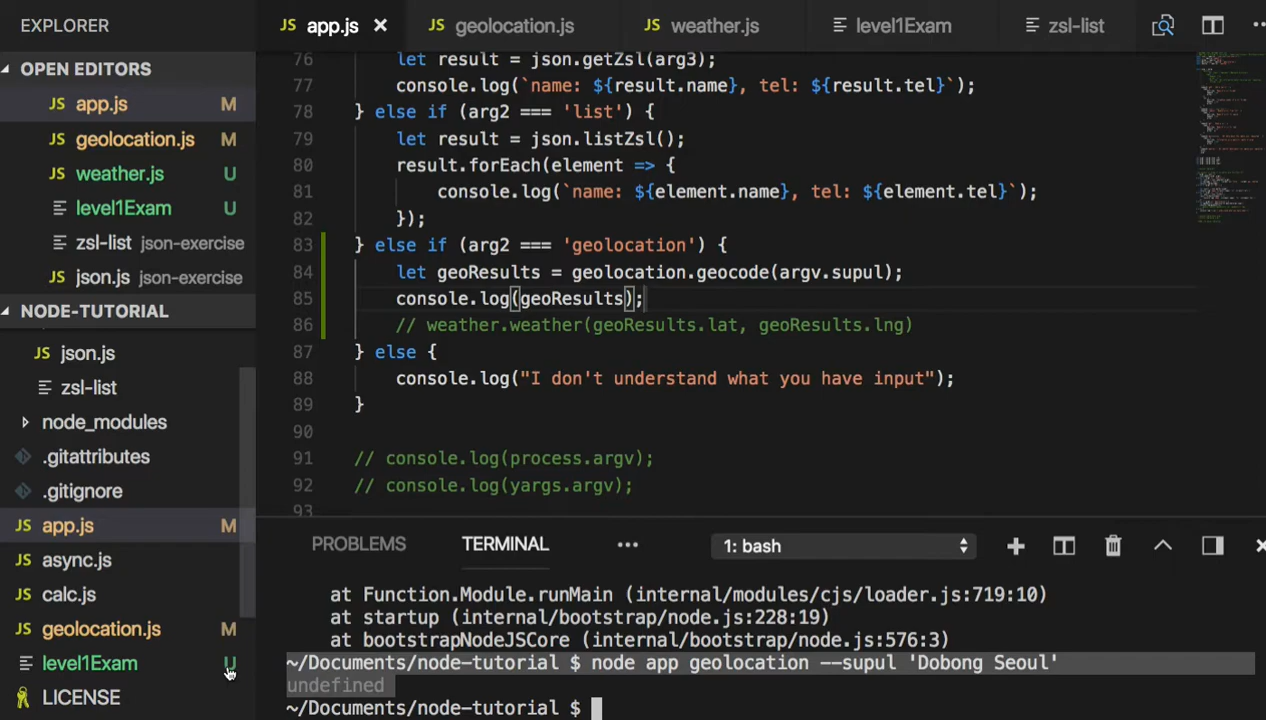 EXPLORER
JS app.js ×
JS geolocation.js
JS weather.js
level1Exam
zsl-list
OPEN EDITORS
JS app.js M
JS geolocation.js M
JS weather.js U
level1Exam U
zsl-list json-exercise
json.js json-exercise
NODE-TUTORIAL
JS json.js
zsl-list
node_modules
.gitattributes
.gitignore
JS app.js M
JS async.js
JS calc.js
JS geolocation.js M
level1Exam U
LICENSE
76 let result = json.getZsl(arg3);
77 console.log(`name: ${result.name}, tel: ${result.tel}`);
78 } else if (arg2 === 'list') {
79 let result = json.listZsl();
80 result.forEach(element => {
81 console.log(`name: ${element.name}, tel: ${element.tel}`);
82 });
83 } else if (arg2 === 'geolocation') {
84 let geoResults = geolocation.geocode(argv.supul);
85 console.log(geoResults);
86 // weather.weather(geoResults.lat, geoResults.lng)
87 } else {
88 console.log("I don't understand what you have input");
89 }
90
91 // console.log(process.argv);
92 // console.log(yargs.argv);
93
PROBLEMS TERMINAL ··· 1: bash
at Function.Module.runMain (internal/modules/cjs/loader.js:719:10)
at startup (internal/bootstrap/node.js:228:19)
at bootstrapNodeJSCore (internal/bootstrap/node.js:576:3)
~/Documents/node-tutorial $ node app geolocation --supul 'Dobong Seoul'
undefined
~/Documents/node-tutorial $